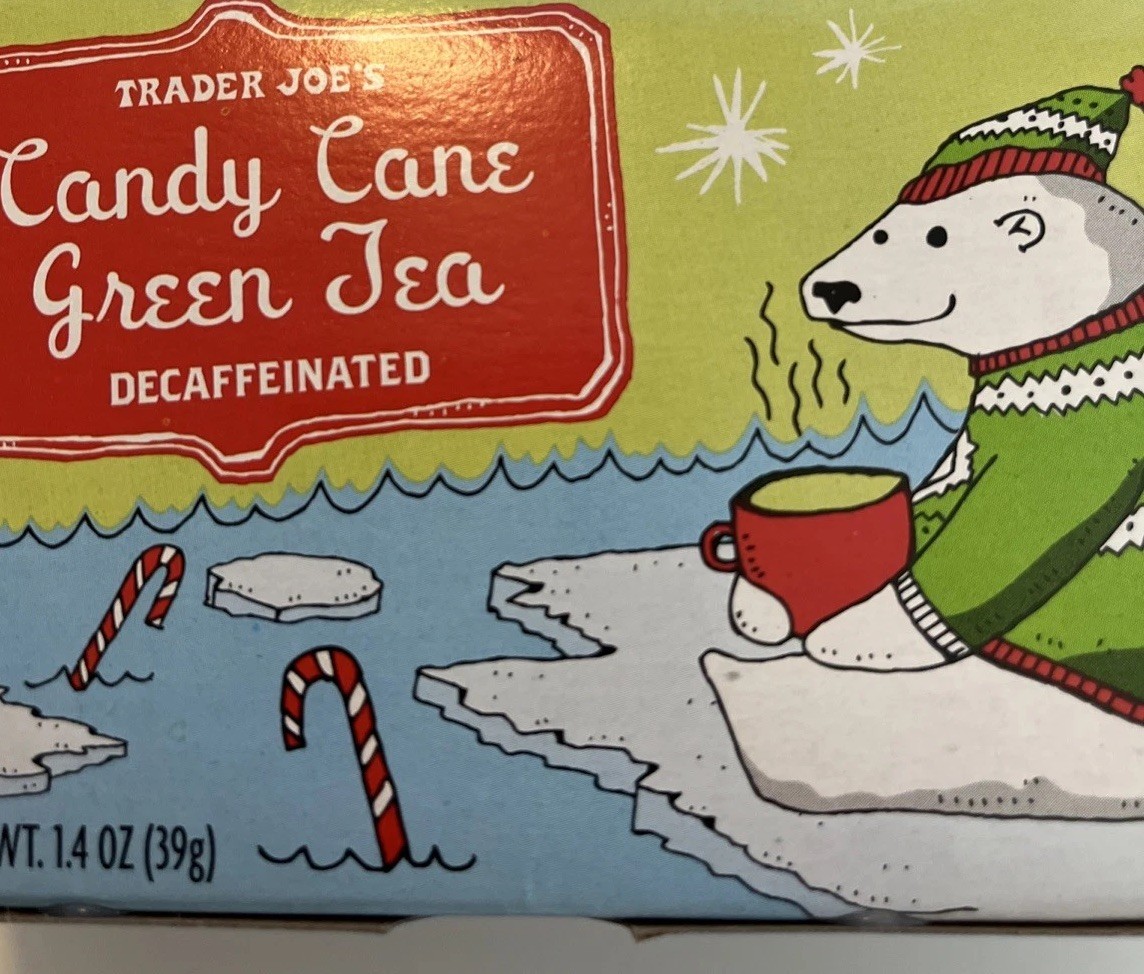 TRADER JOE'S
Candy Cane
Green Tea
DECAFFEINATED
WT. 1.4 OZ (39g)